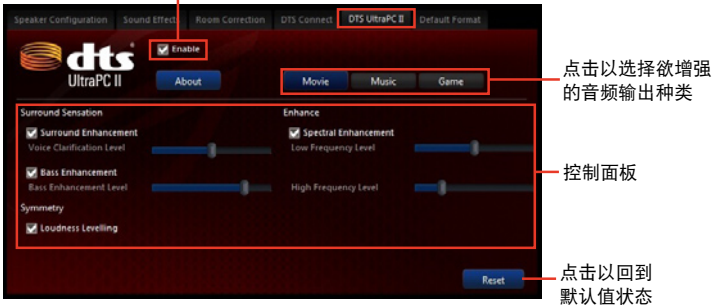 Speaker Configuration Sound Effects Room Correction DTS Connect DTS UltraPC II Default Format
Enable
dts
UltraPC II
About
Movie Music Game
点击以选择欲增强
的音频输出种类
Surround Sensation Enhance
Surround Enhancement Spectral Enhancement
Voice Clarification Level Low Frequency Level
控制面板
Bass Enhancement
Bass Enhancement Level High Frequency Level
Symmetry
Loudness Levelling
Reset
点击以回到
默认值状态